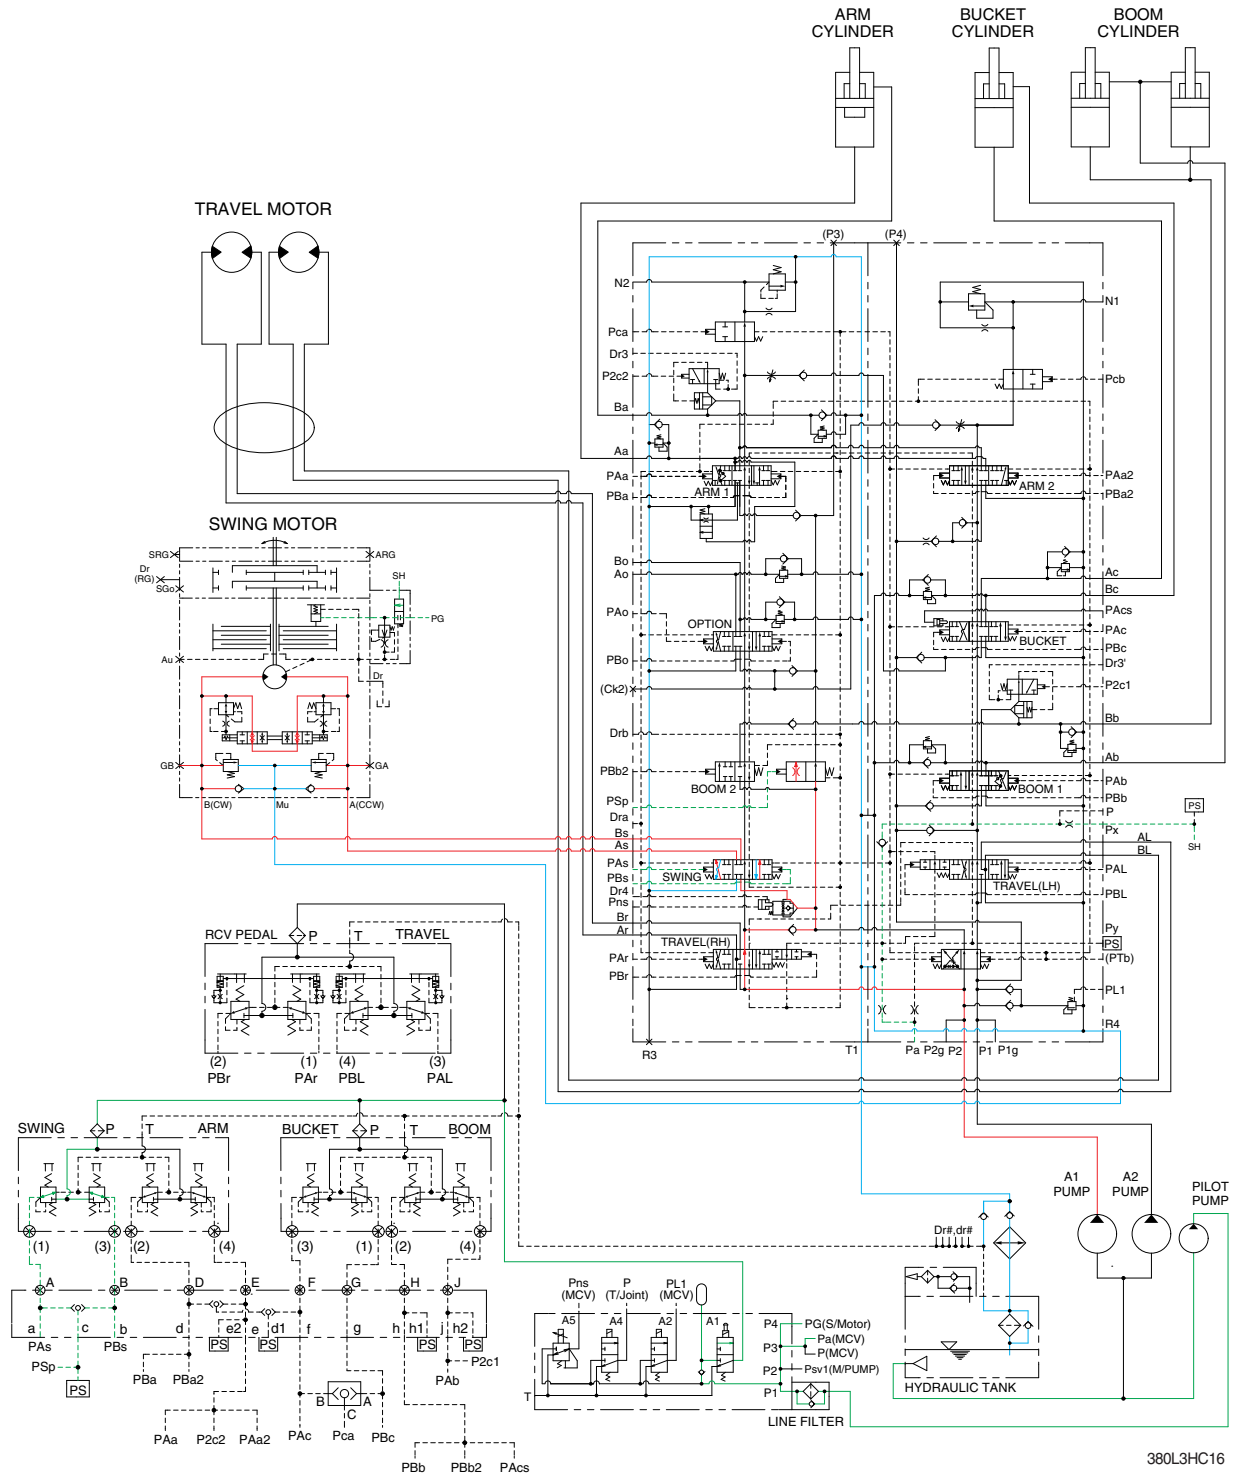 ARM
CYLINDER
BUCKET
CYLINDER
BOOM
CYLINDER
TRAVEL MOTOR
(P3)
(P4)
N2
N1
Pca
Dr3
P2c2
Pcb
Ba
Aa
PAa
ARM 1
PBa
ARM 2
PAa2
PBa2
SWING MOTOR
SRG
ARG
Dr
(RG)
SGo
SH
PG
Au
Dr
GB
GA
B(CW)
Mu
A(CCW)
Bo
Ao
PAo
OPTION
PBo
(Ck2)
Ac
Bc
PAcs
PAc
BUCKET
PBc
Dr3'
P2c1
Bb
Drb
Ab
PBb2
BOOM 2
PAb
BOOM 1
PBb
PSp
Dra
P
PS
Px
SH
Bs
As
AL
BL
PAs
PBs
SWING
PAL
TRAVEL(LH)
PBL
Dr4
Pns
Br
Ar
Py
PS
TRAVEL(RH)
PAr
PBr
(PTb)
PL1
R4
R3
T1
Pa
P2g
P2
P1
P1g
RCV PEDAL
P
T
TRAVEL
(2)
(1)
(4)
(3)
PBr
PAr
PBL
PAL
SWING
P
T
ARM
BUCKET
P
T
BOOM
(1)
(3)
(2)
(4)
(3)
(1)
(2)
(4)
A
B
D
E
F
G
H
J
a
c
b
d
e2
e
d1
f
g
h
h1
j
h2
PS
PS
PS
PS
PAs
PBs
PSp
PS
PBa
PBa2
P2c1
PAb
B
A
C
PAa
P2c2
PAa2
PAc
Pca
PBc
PBb
PBb2
PAcs
A1
PUMP
A2
PUMP
PILOT
PUMP
Dr#,dr#
HYDRAULIC TANK
Pns
(MCV)
P
(T/Joint)
PL1
(MCV)
A5
A4
A2
A1
P4
PG(S/Motor)
P3
Pa(MCV)
P(MCV)
P2
Psv1(M/PUMP)
P1
T
LINE FILTER
380L3HC16